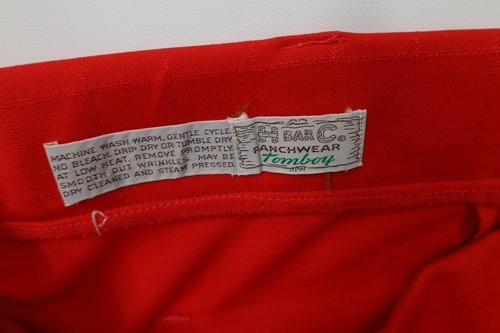 MACHINE WASH WARM, GENTLE CYCLE.
NO BLEACH. DRIP DRY OR TUMBLE DRY
AT LOW HEAT. REMOVE PROMPTLY.
SMOOTH OUT WRINKLES. MAY BE
DRY CLEANED AND STEAM PRESSED.
H BAR C
RANCHWEAR
tomboy